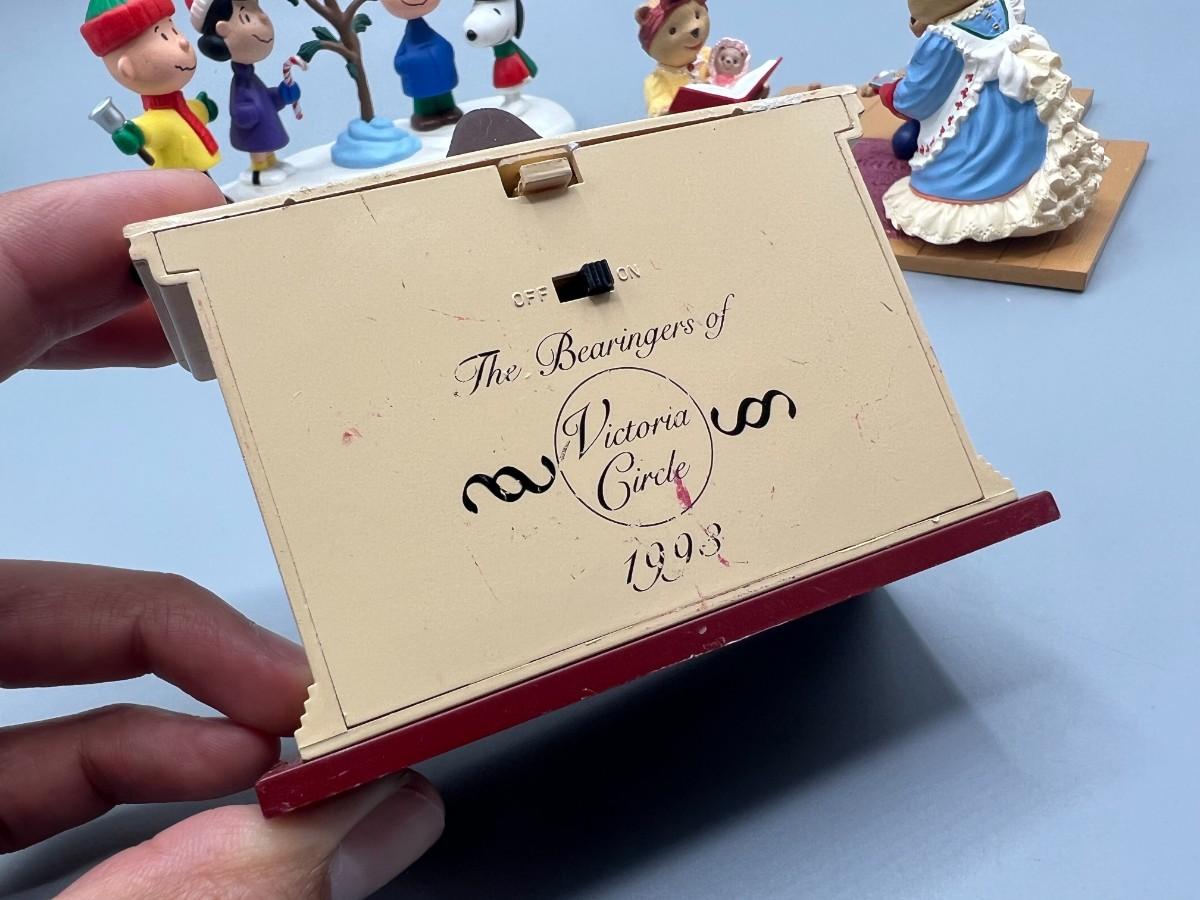 OFF ON
The Bearingers of
Victoria
Circle
1993